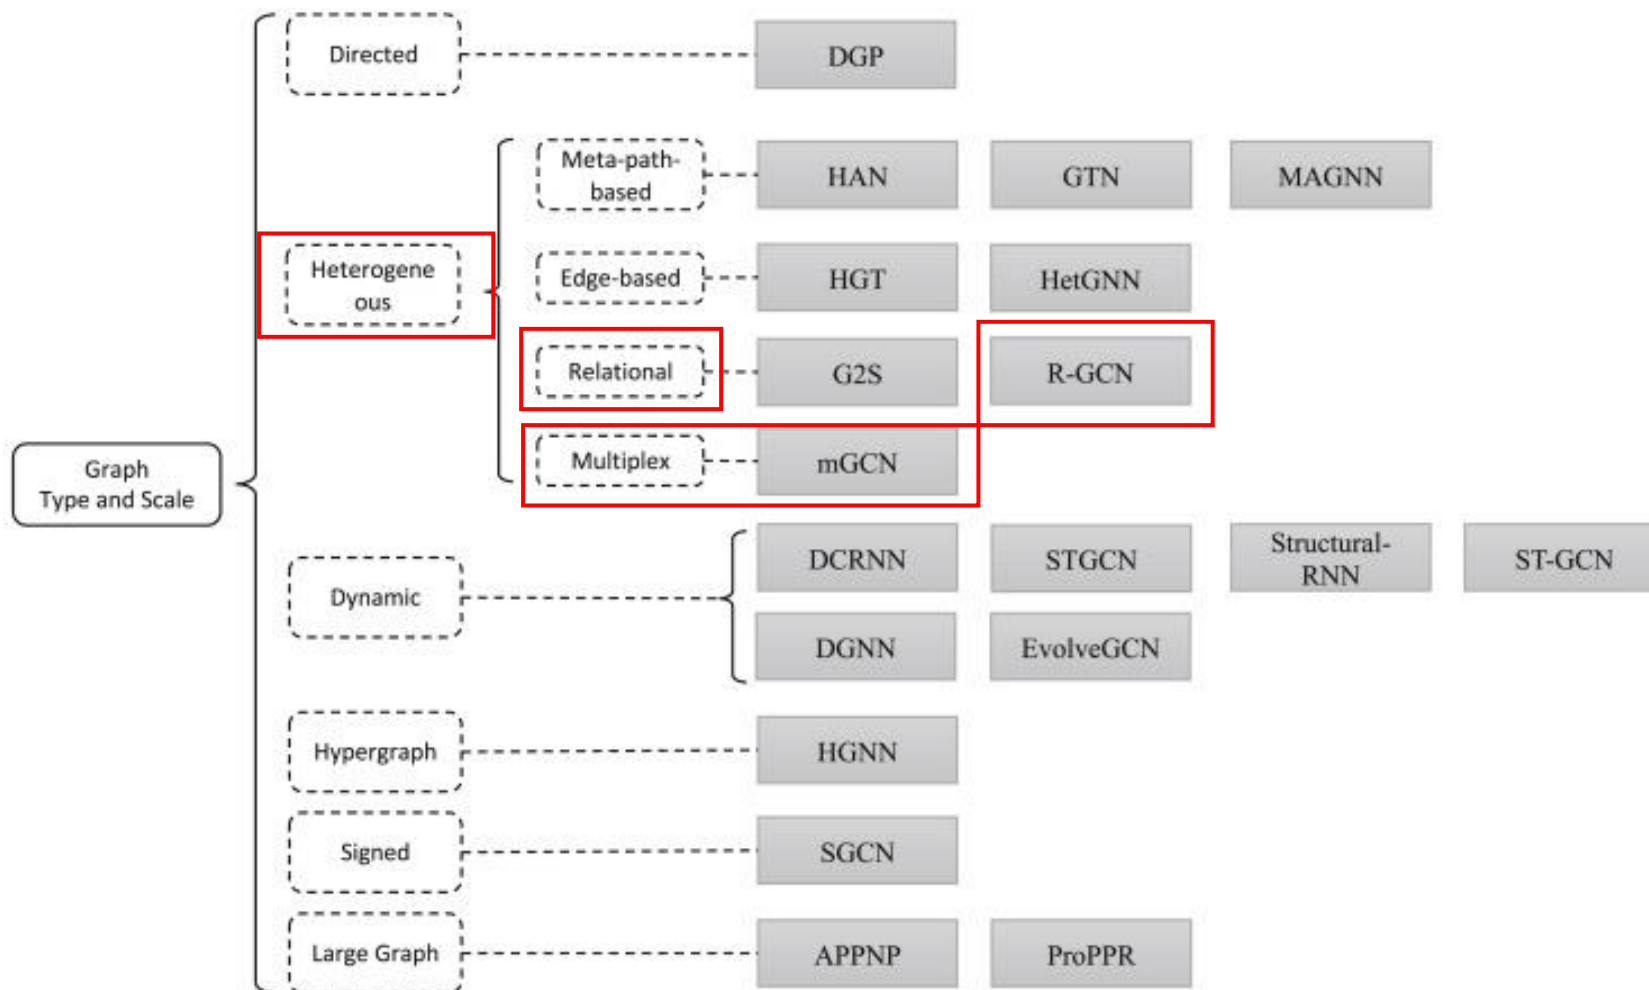 Graph
Type and Scale
Directed
DGP
Heterogene
ous
Meta-path-
based
HAN
GTN
MAGNN
Edge-based
HGT
HetGNN
Relational
G2S
R-GCN
Multiplex
mGCN
Dynamic
DCRNN
STGCN
Structural-
RNN
ST-GCN
DGNN
EvolveGCN
Hypergraph
HGNN
Signed
SGCN
Large Graph
APPNP
ProPPR